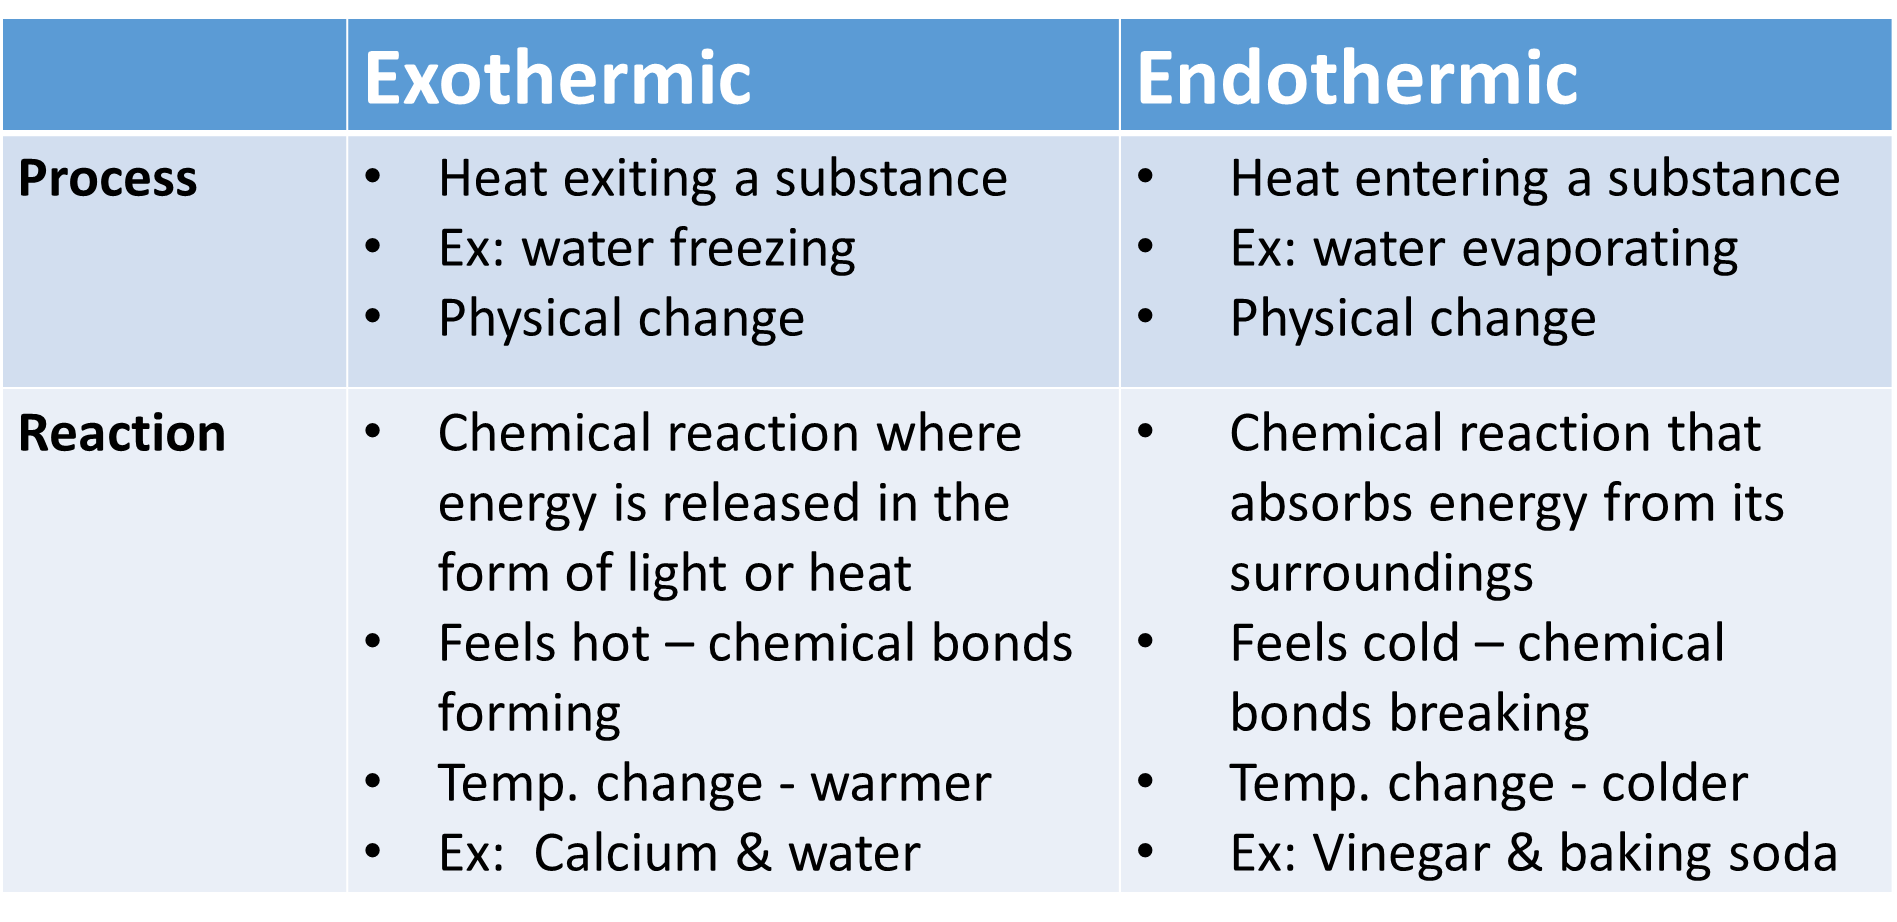 Exothermic
Endothermic
Process
• Heat exiting a substance
• Ex: water freezing
• Physical change
• Heat entering a substance
• Ex: water evaporating
• Physical change
Reaction
• Chemical reaction where
energy is released in the
form of light or heat
• Feels hot – chemical bonds
forming
• Temp. change - warmer
• Ex:  Calcium & water
• Chemical reaction that
absorbs energy from its
surroundings
• Feels cold – chemical
bonds breaking
• Temp. change - colder
• Ex: Vinegar & baking soda